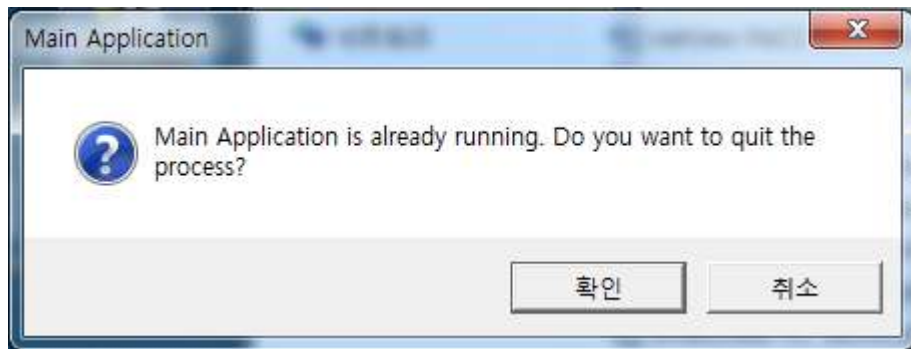 Main Application
Main Application is already running. Do you want to quit the
process?
확인
취소